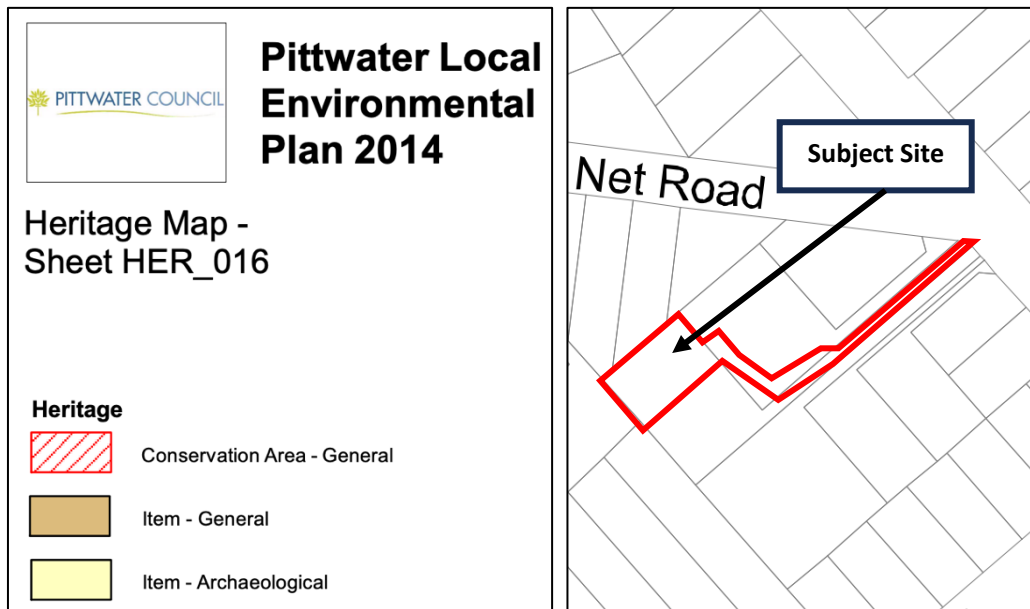 PITTWATER COUNCIL
Pittwater Local
Environmental
Plan 2014
Heritage Map -
Sheet HER_016
Heritage
Conservation Area - General
Item - General
Item - Archaeological
Subject Site
Net Road